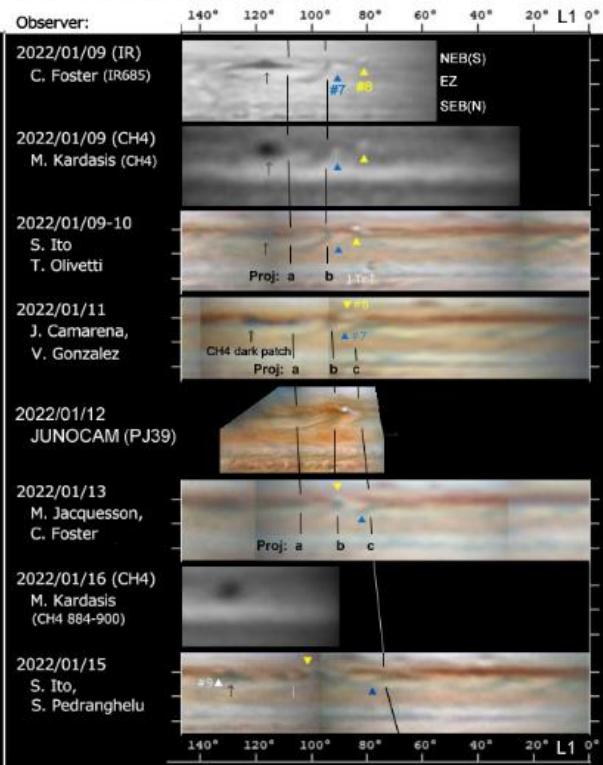 Observer:
140° 120° 100° 80° 60° 40° 20° L1 0°
2022/01/09 (IR)
C. Foster (IR685)
NEB(S)
EZ
SEB(N)
#7 #8
2022/01/09 (CH4)
M. Kardasis (CH4)
2022/01/09-10
S. Ito
T. Olivetti
Proj: a b
2022/01/11
J. Camarena,
V. Gonzalez
#7
CH4 dark patch
Proj: a b c
2022/01/12
JUNOCAM (PJ39)
2022/01/13
M. Jacquesson,
C. Foster
Proj: a b c
2022/01/16 (CH4)
M. Kardasis
(CH4 884-900)
2022/01/15
S. Ito,
S. Pedranghelu
#9
140° 120° 100° 80° 60° 40° 20° L1 0°